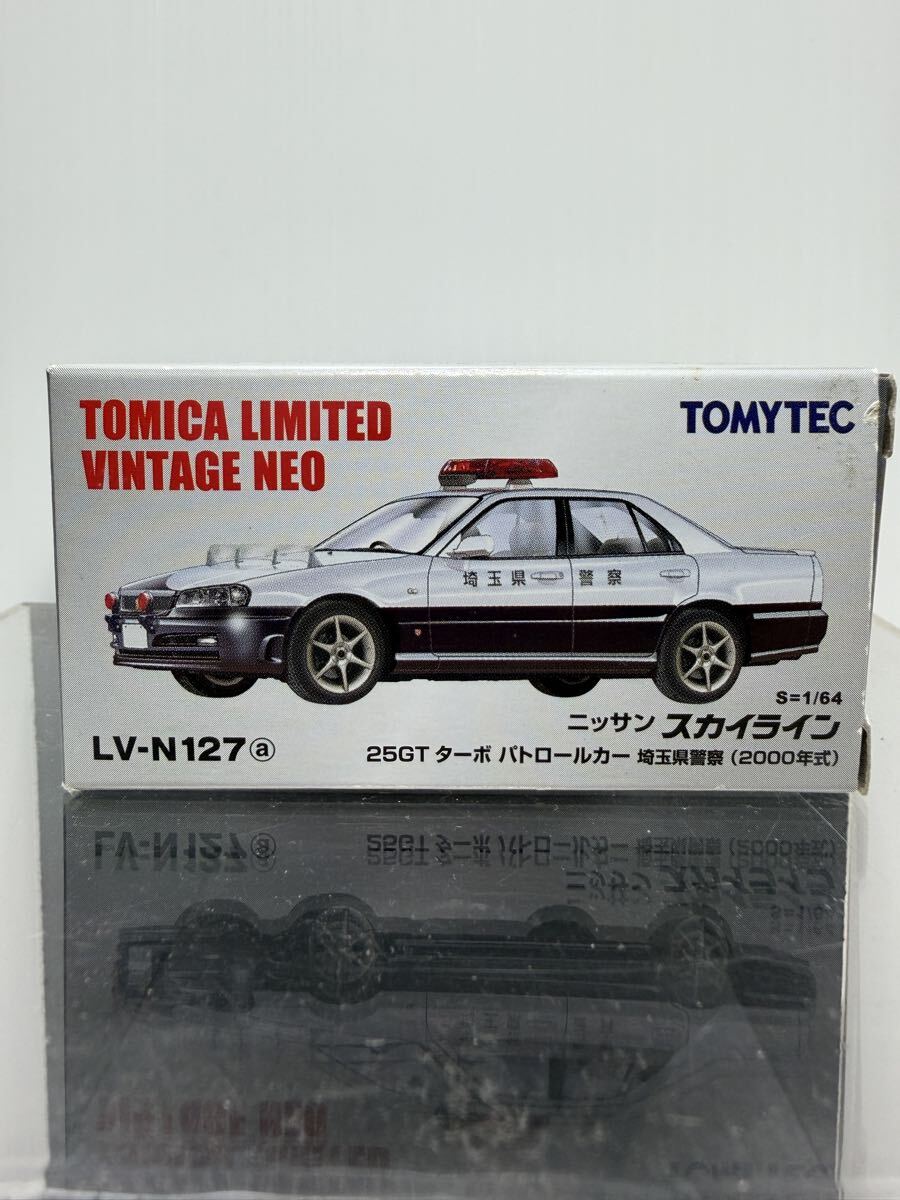 TOMICA LIMITED
VINTAGE NEO
TOMYTEC
埼玉県 警察
S=1/64
ニッサン スカイライン
LV-N127ⓐ
25GT ターボ パトロールカー 埼玉県警察 (2000年式)